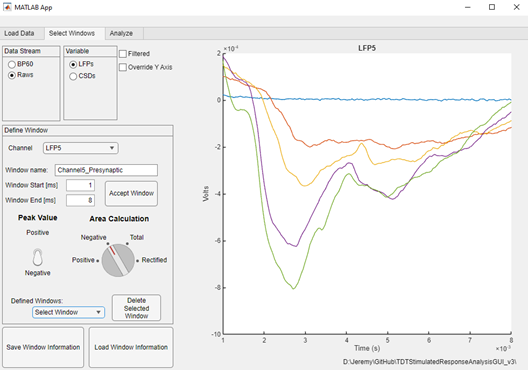 MATLAB App
Load Data Select Windows Analyze
Data Stream
BP60
Raws
Variable
LFPs
CSDs
Filtered
Override Y Axis
Define Window
Channel LFP5
Window name: Channel5_Presynaptic
Window Start [ms] 1
Window End [ms] 8
Accept Window
Peak Value
Positive
Negative
Area Calculation
Negative Total
Positive Rectified
Defined Windows:
Select Window
Delete Selected Window
Save Window Information
Load Window Information
LFP5
×10⁻⁴
2
0
-2
-4
-6
-8
-10
Volts
1 2 3 4 5 6 7 8
Time (s)
×10⁻³
D:\Jeremy\GitHub\TDTStimulatedResponseAnalysisGUI_v3\